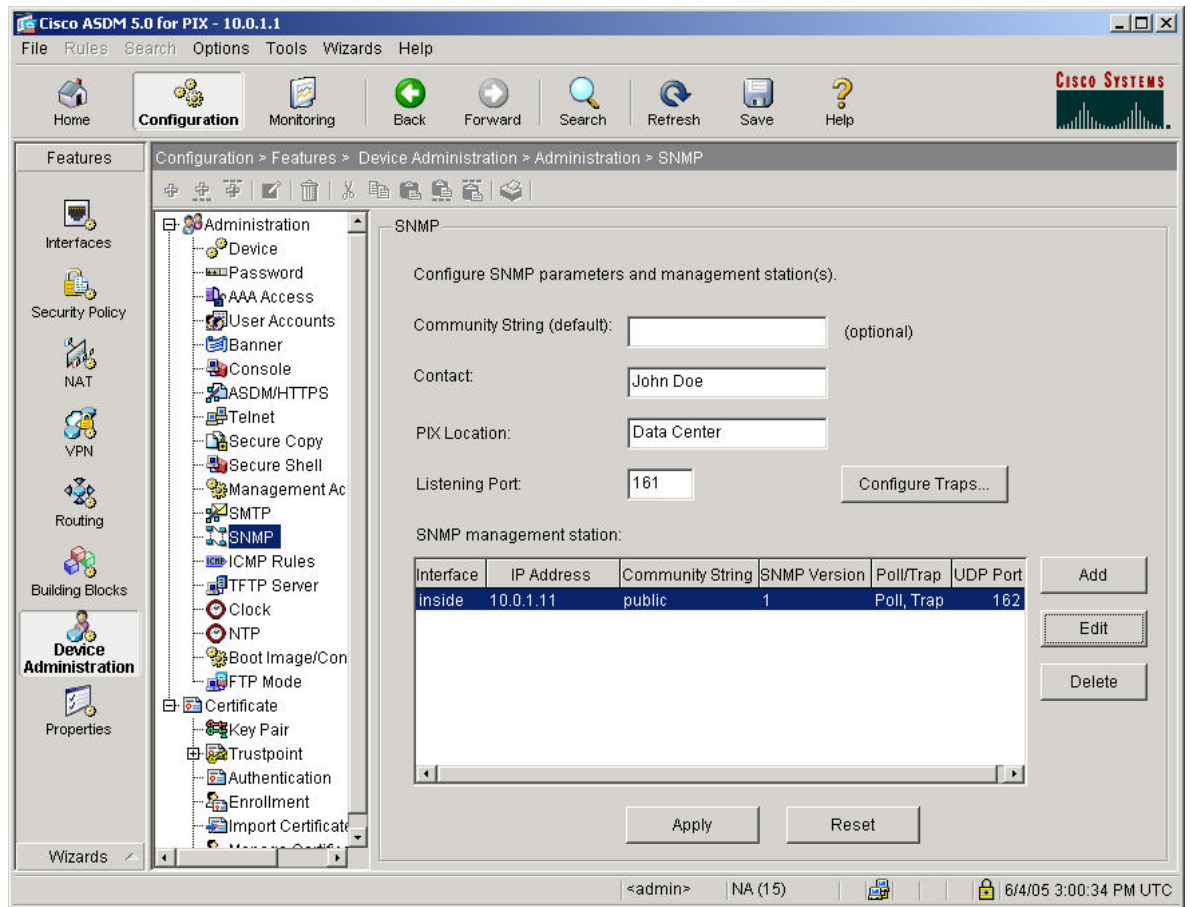 Cisco ASDM 5.0 for PIX - 10.0.1.1
File Rules Search Options Tools Wizards Help
Home Configuration Monitoring Back Forward Search Refresh Save Help
CISCO SYSTEMS
Features
Configuration > Features > Device Administration > Administration > SNMP
Interfaces
Security Policy
NAT
VPN
Routing
Building Blocks
Device
Administration
Properties
Wizards
Administration
Device
Password
AAA Access
User Accounts
Banner
Console
ASDM/HTTPS
Telnet
Secure Copy
Secure Shell
Management Ac
SMTP
SNMP
ICMP ICMP Rules
TFTP Server
Clock
NTP
Boot Image/Con
FTP Mode
Certificate
Key Pair
Trustpoint
Authentication
Enrollment
Import Certificate
SNMP
Configure SNMP parameters and management station(s).
Community String (default): (optional)
Contact: John Doe
PIX Location: Data Center
Listening Port: 161 Configure Traps...
SNMP management station:
Interface IP Address Community String SNMP Version Poll/Trap UDP Port
inside 10.0.1.11 public 1 Poll, Trap 162
Add
Edit
Delete
Apply Reset
<admin> NA (15) 6/4/05 3:00:34 PM UTC